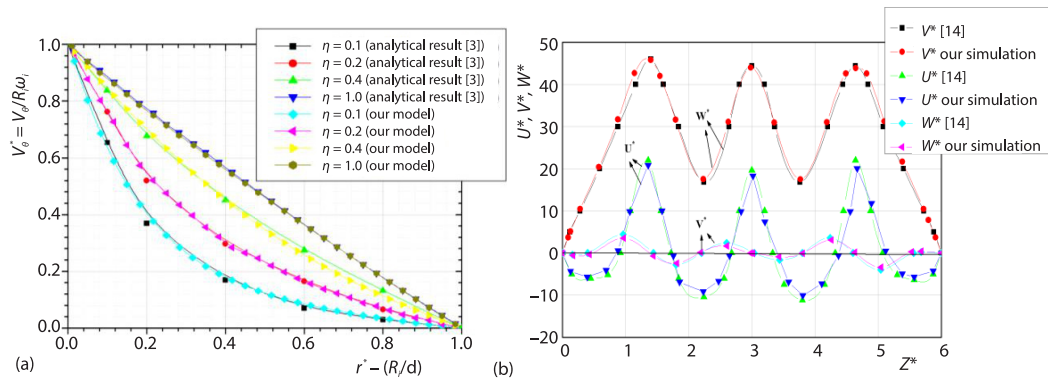 V*θ = Vθ/Riωi
1.0
0.8
0.6
0.4
0.2
0.0
η = 0.1 (analytical result [3])
η = 0.2 (analytical result [3])
η = 0.4 (analytical result [3])
η = 1.0 (analytical result [3])
η = 0.1 (our model)
η = 0.2 (our model)
η = 0.4 (our model)
η = 1.0 (our model)
0.0 0.2 0.4 0.6 0.8 1.0
(a)
r* – (Ri/d)
U*, V*, W*
50
40
30
20
10
0
−10
−20
W*
U*
V*
V* [14]
V* our simulation
U* [14]
U* our simulation
W* [14]
W* our simulation
0 1 2 3 4 5 6
(b)
Z*